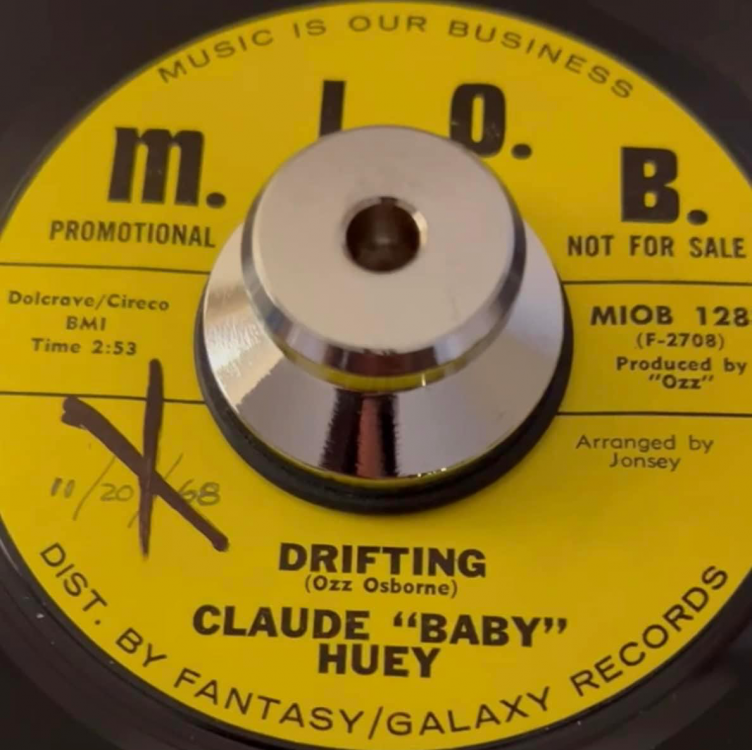 MUSIC IS OUR BUSINESS
M. I O. B.
PROMOTIONAL
NOT FOR SALE
Dolcrave/Cireco
BMI
Time 2:53
MIOB 128
(F-2708)
Produced by
"Ozz"
Arranged by
Jonsey
11/20/68
DRIFTING
(Ozz Osborne)
CLAUDE "BABY"
HUEY
DIST. BY FANTASY/GALAXY RECORDS